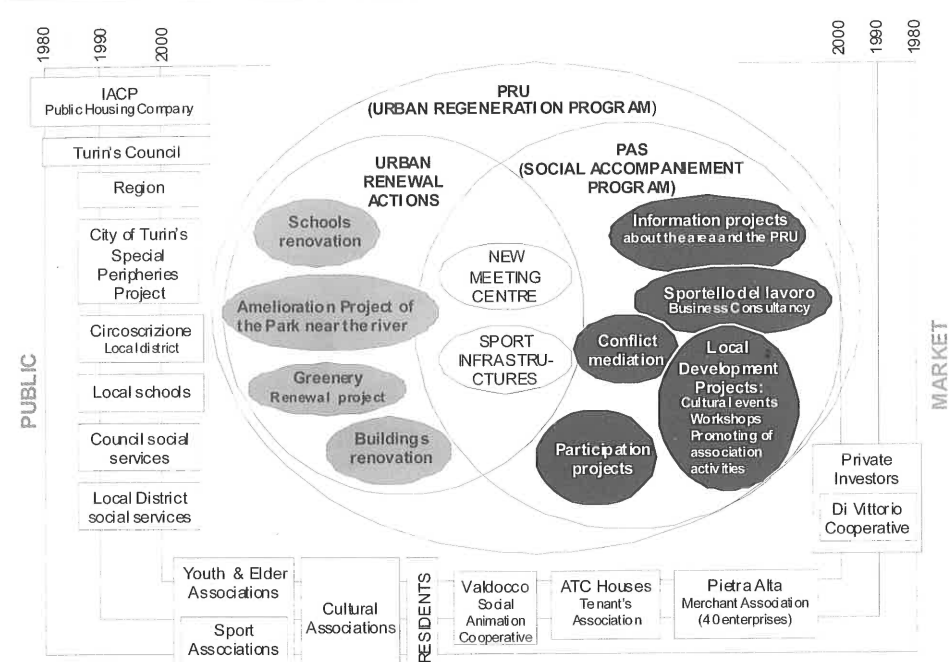 1980
1990
2000
2000
1990
1980
IACP
Public Housing Company
Turin's Council
Region
City of Turin's
Special
Peripheries
Project
Circoscrizione
Local district
Local schools
Council social
services
Local District
social services
PUBLIC
PRU
(URBAN REGENERATION PROGRAM)
URBAN
RENEWAL
ACTIONS
Schools
renovation
Amelioration Project of
the Park near the river
Greenery
Renewal project
Buildings
renovation
NEW
MEETING
CENTRE
SPORT
INFRASTRU-
CTURES
PAS
(SOCIAL ACCOMPANIEMENT
PROGRAM)
Information projects
about the area and the PRU
Sportello del lavoro
Business Consultancy
Conflict
mediation
Local
Development
Projects:
Cultural events
Workshops
Promoting of
association
activities
Participation
projects
MARKET
Private
Investors
Di Vittorio
Cooperative
Youth & Elder
Associations
Sport
Associations
Cultural
Associations
RESIDENTS
Valdocco
Social
Animation
Cooperative
ATC Houses
Tenant's
Association
Pietra Alta
Merchant Association
(40 enterprises)